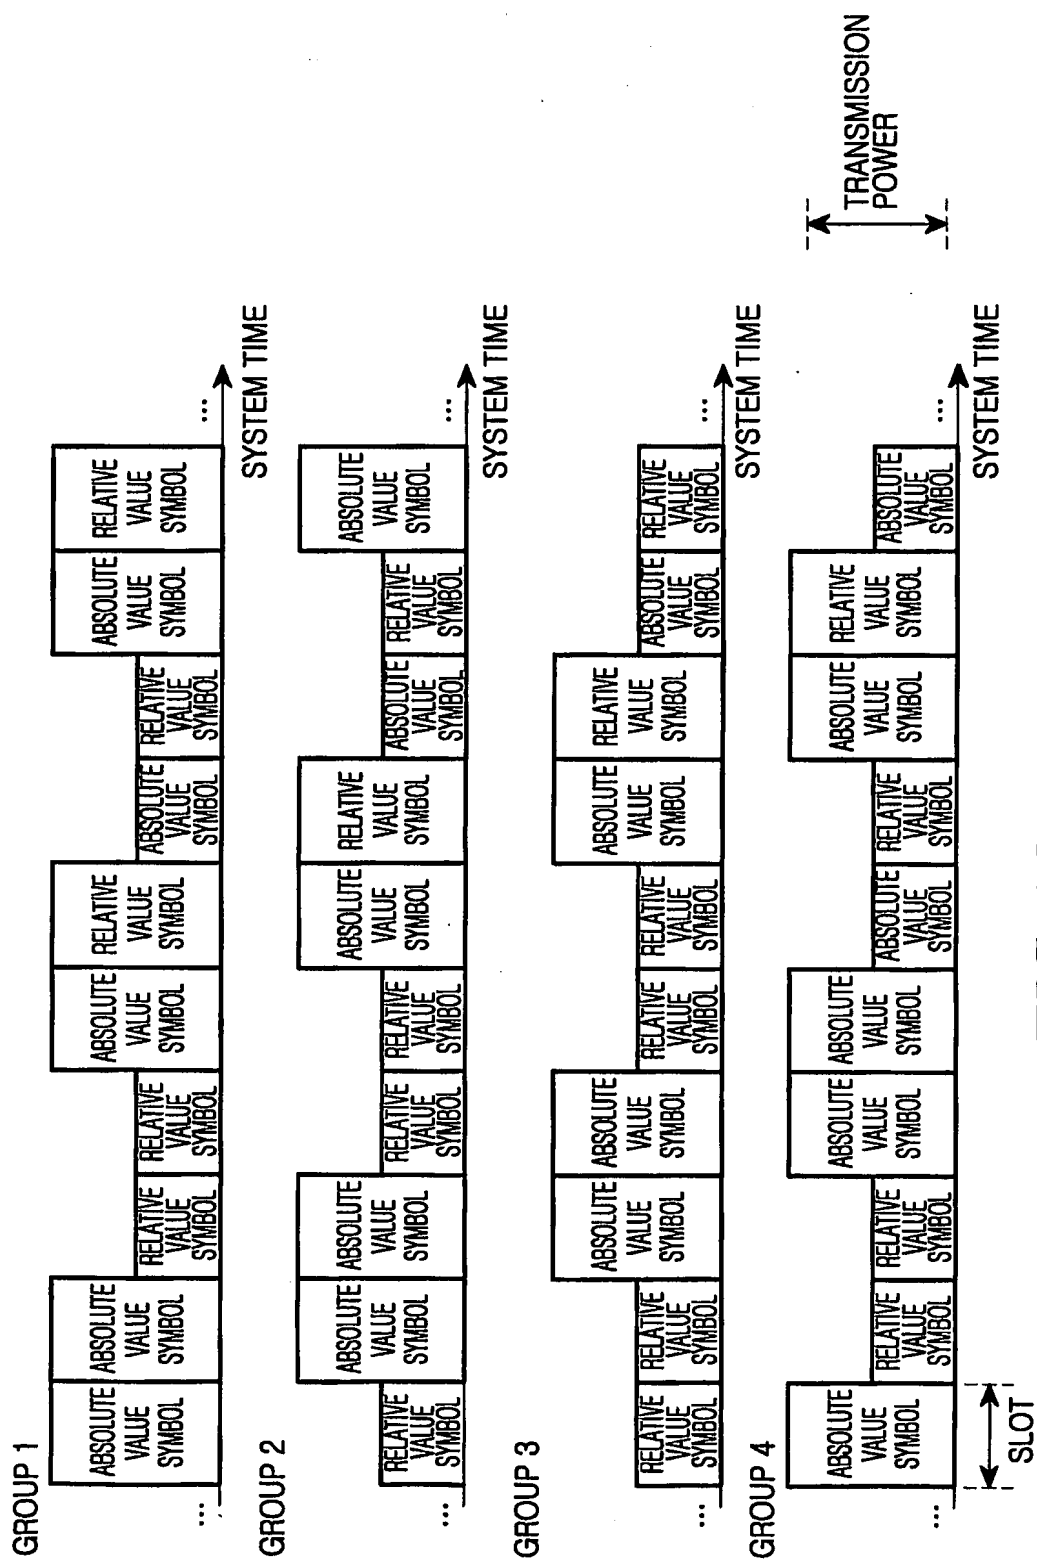 GROUP 1
...
ABSOLUTE
VALUE
SYMBOL
ABSOLUTE
VALUE
SYMBOL
RELATIVE
VALUE
SYMBOL
RELATIVE
VALUE
SYMBOL
ABSOLUTE
VALUE
SYMBOL
RELATIVE
VALUE
SYMBOL
ABSOLUTE
VALUE
SYMBOL
RELATIVE
VALUE
SYMBOL
ABSOLUTE
VALUE
SYMBOL
RELATIVE
VALUE
SYMBOL
...
SYSTEM TIME
GROUP 2
...
RELATIVE
VALUE
SYMBOL
ABSOLUTE
VALUE
SYMBOL
ABSOLUTE
VALUE
SYMBOL
RELATIVE
VALUE
SYMBOL
RELATIVE
VALUE
SYMBOL
ABSOLUTE
VALUE
SYMBOL
RELATIVE
VALUE
SYMBOL
ABSOLUTE
VALUE
SYMBOL
RELATIVE
VALUE
SYMBOL
ABSOLUTE
VALUE
SYMBOL
...
SYSTEM TIME
GROUP 3
...
RELATIVE
VALUE
SYMBOL
RELATIVE
VALUE
SYMBOL
ABSOLUTE
VALUE
SYMBOL
ABSOLUTE
VALUE
SYMBOL
RELATIVE
VALUE
SYMBOL
RELATIVE
VALUE
SYMBOL
ABSOLUTE
VALUE
SYMBOL
RELATIVE
VALUE
SYMBOL
ABSOLUTE
VALUE
SYMBOL
RELATIVE
VALUE
SYMBOL
...
SYSTEM TIME
GROUP 4
...
ABSOLUTE
VALUE
SYMBOL
RELATIVE
VALUE
SYMBOL
RELATIVE
VALUE
SYMBOL
ABSOLUTE
VALUE
SYMBOL
ABSOLUTE
VALUE
SYMBOL
ABSOLUTE
VALUE
SYMBOL
RELATIVE
VALUE
SYMBOL
ABSOLUTE
VALUE
SYMBOL
RELATIVE
VALUE
SYMBOL
ABSOLUTE
VALUE
SYMBOL
...
SYSTEM TIME
TRANSMISSION
POWER
SLOT